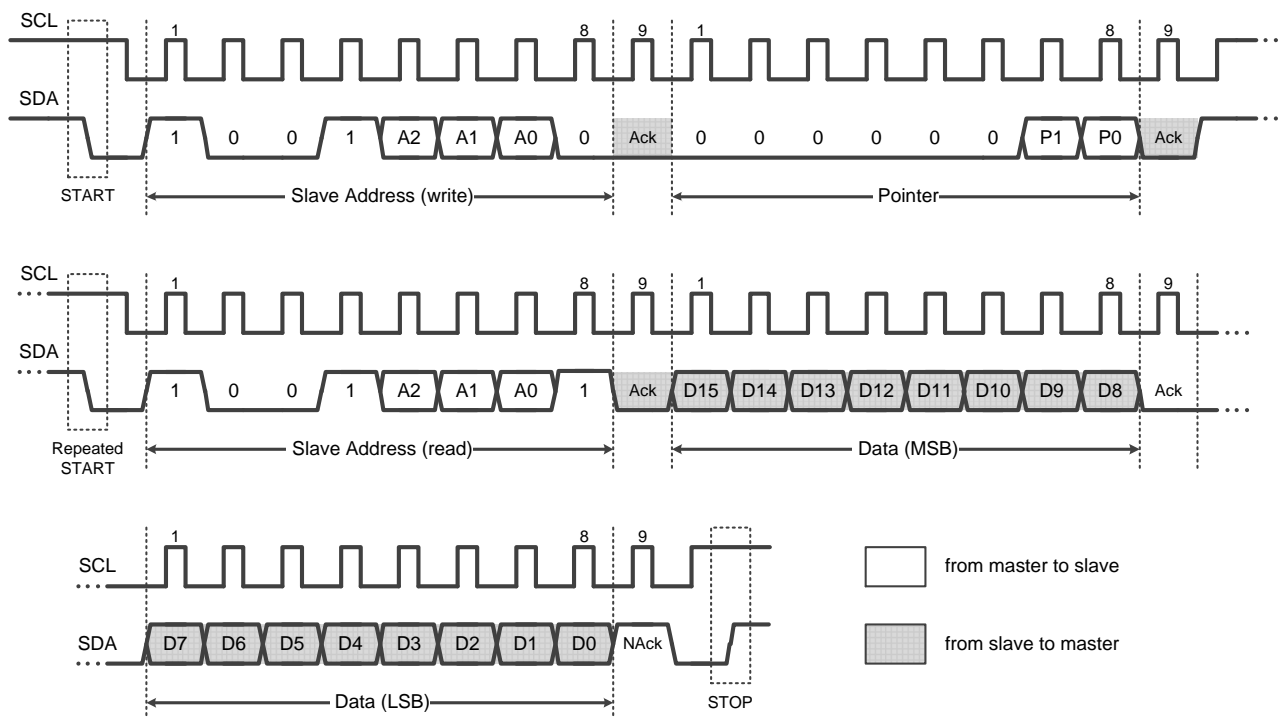 SCL
1 8 9 1 8 9
SDA
1 0 0 1 A2 A1 A0 0 Ack 0 0 0 0 0 0 P1 P0 Ack
START
Slave Address (write)
Pointer
SCL
1 8 9 1 8 9
SDA
1 0 0 1 A2 A1 A0 1 Ack D15 D14 D13 D12 D11 D10 D9 D8 Ack
Repeated
START
Slave Address (read)
Data (MSB)
1 8 9
SCL
from master to slave
SDA
D7 D6 D5 D4 D3 D2 D1 D0 NAck
from slave to master
Data (LSB)
STOP